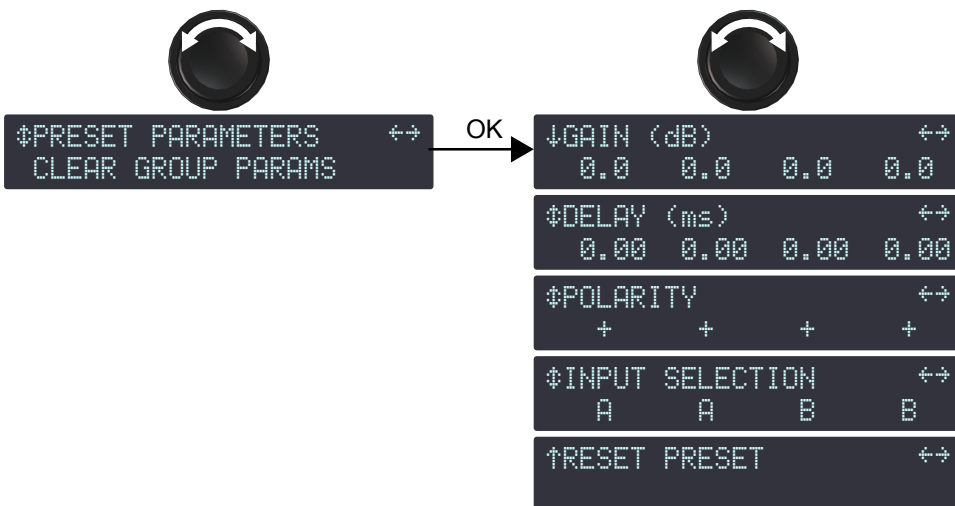 ⇕PRESET PARAMETERS ←→
CLEAR GROUP PARAMS
OK
↓GAIN (dB) ←→
0.0 0.0 0.0 0.0
⇕DELAY (ms) ←→
0.00 0.00 0.00 0.00
⇕POLARITY ←→
+ + + +
⇕INPUT SELECTION ←→
A A B B
↑RESET PRESET ←→